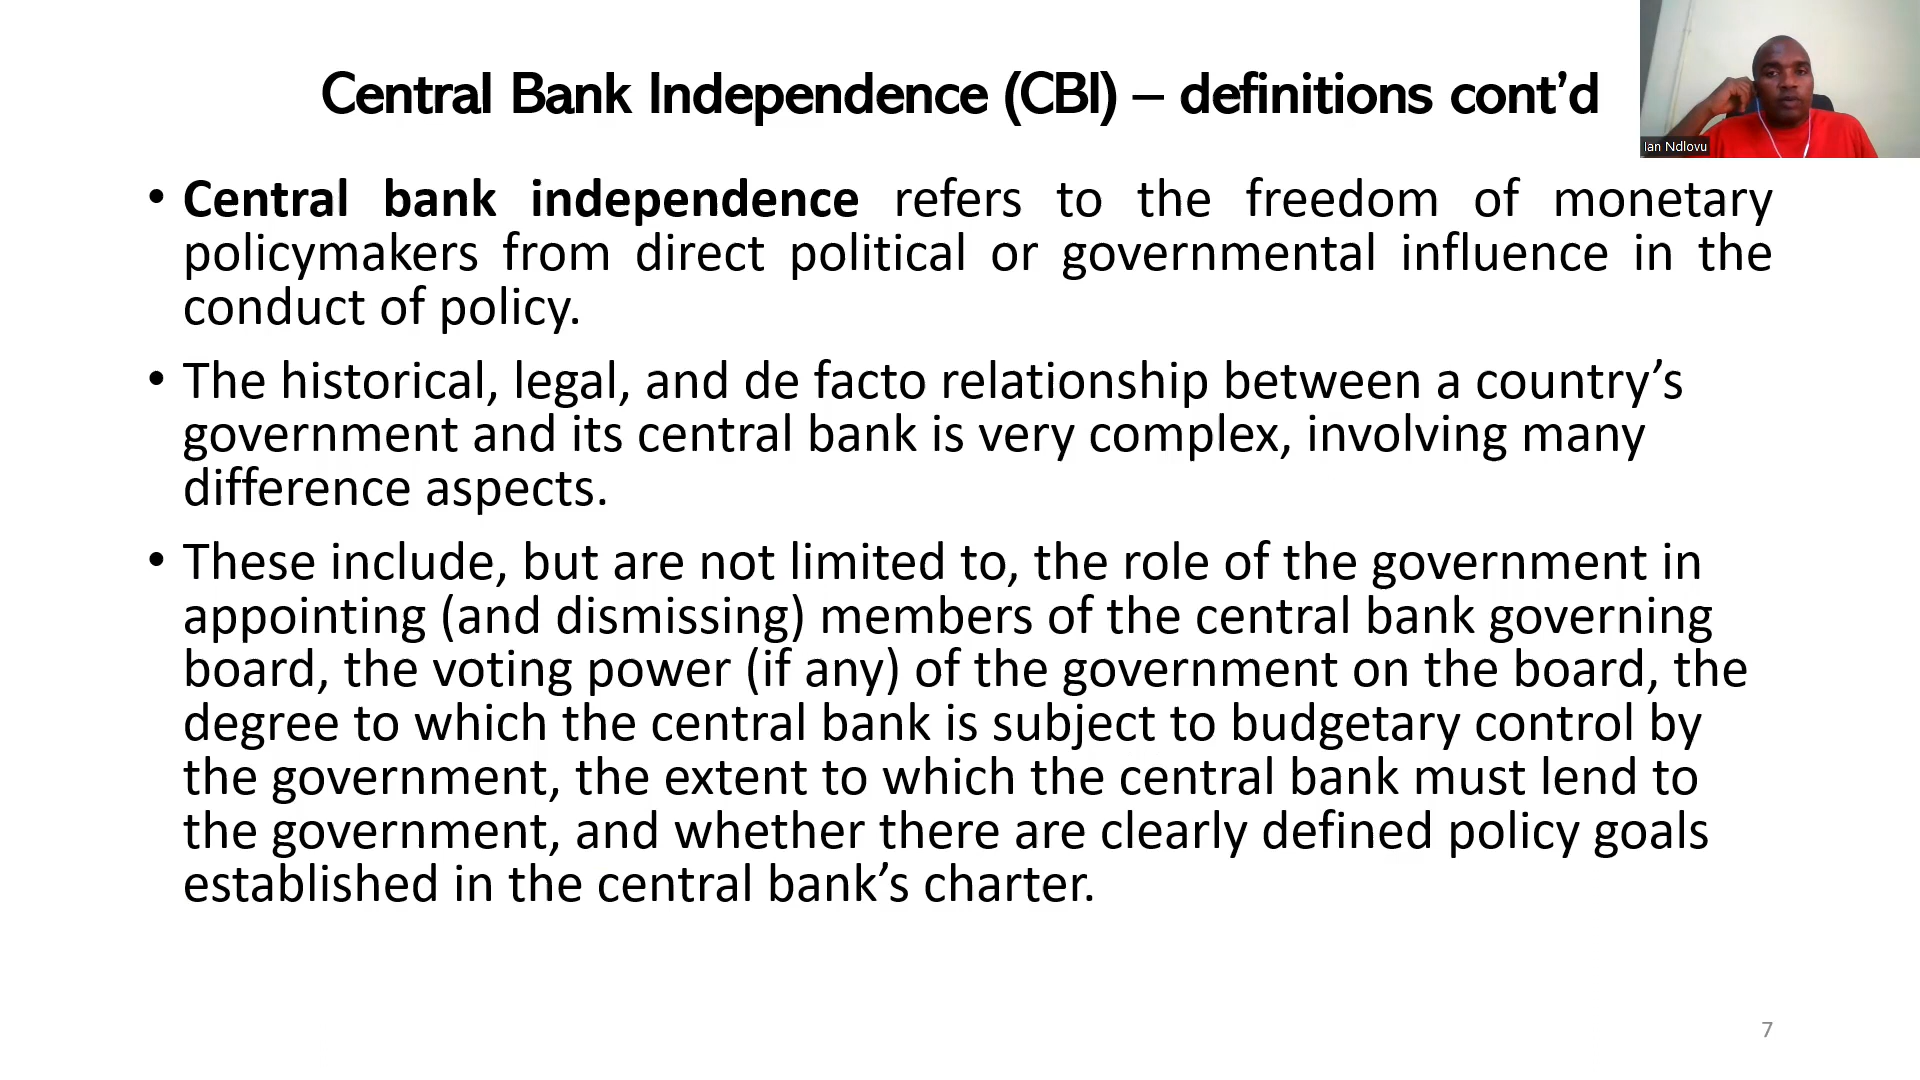 Central Bank Independence (CBI) – definitions cont’d
Ian Ndlovu
• Central bank independence refers to the freedom of monetary
policymakers from direct political or governmental influence in the
conduct of policy.
• The historical, legal, and de facto relationship between a country’s
government and its central bank is very complex, involving many
difference aspects.
• These include, but are not limited to, the role of the government in
appointing (and dismissing) members of the central bank governing
board, the voting power (if any) of the government on the board, the
degree to which the central bank is subject to budgetary control by
the government, the extent to which the central bank must lend to
the government, and whether there are clearly defined policy goals
established in the central bank’s charter.
7